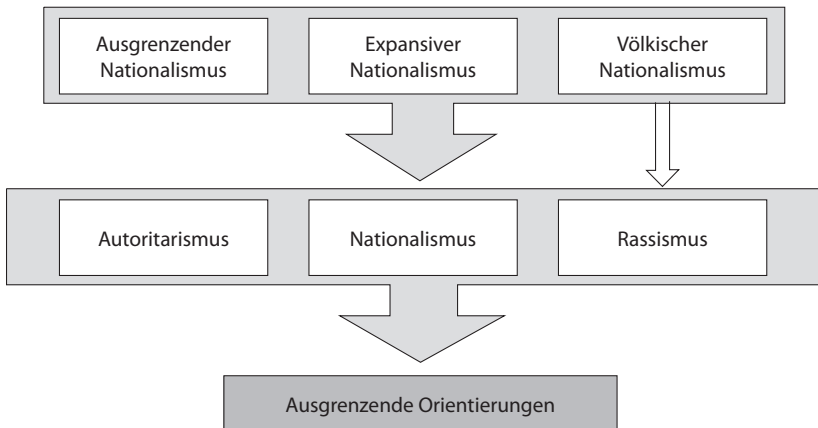 Ausgrenzender
Nationalismus
Expansiver
Nationalismus
Völkischer
Nationalismus
Autoritarismus
Nationalismus
Rassismus
Ausgrenzende Orientierungen